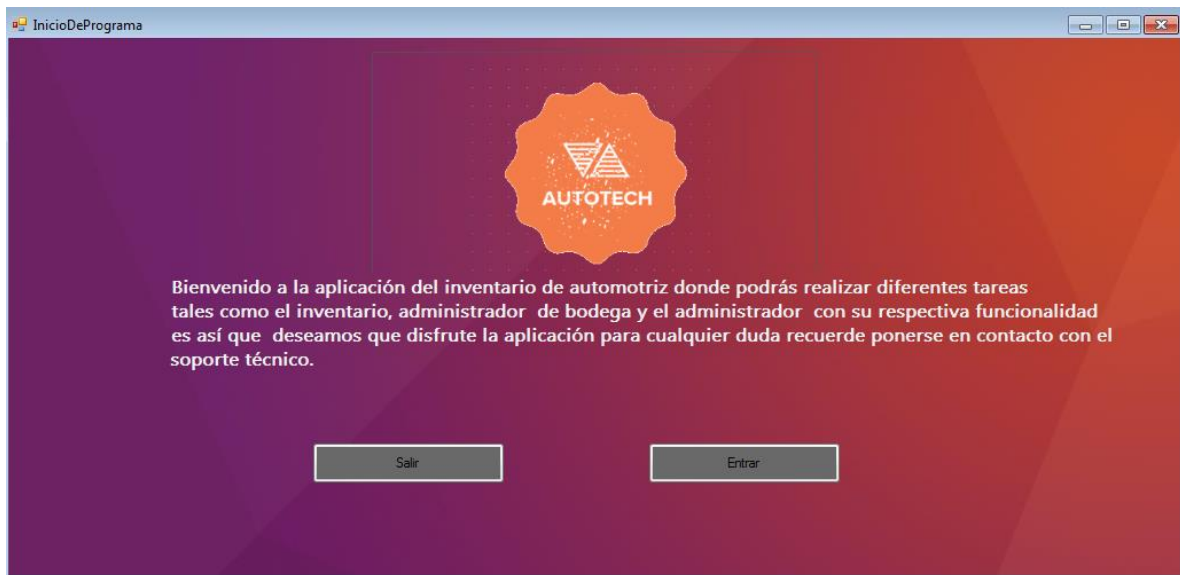 InicioDePrograma
AUTOTECH
Bienvenido a la aplicación del inventario de automotriz donde podrás realizar diferentes tareas
tales como el inventario, administrador de bodega y el administrador con su respectiva funcionalidad
es así que deseamos que disfrute la aplicación para cualquier duda recuerde ponerse en contacto con el
soporte técnico.
Salir
Entrar